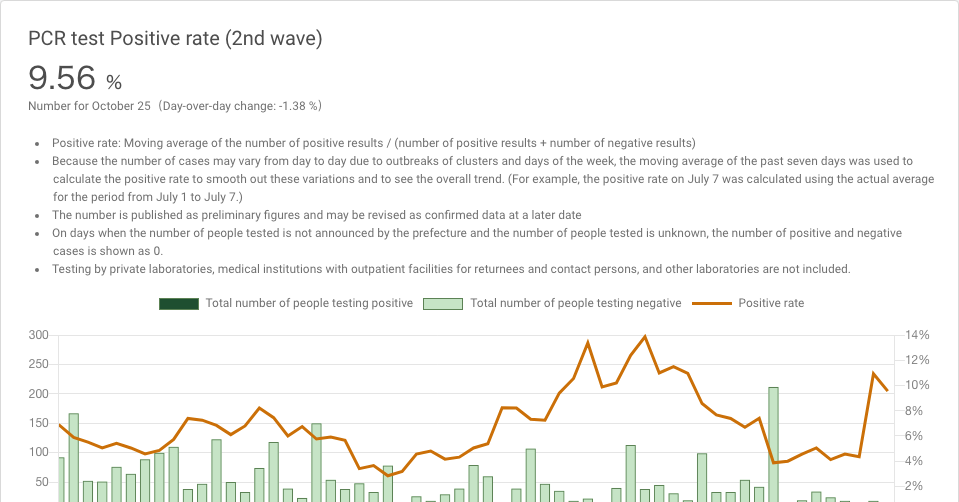 PCR test Positive rate (2nd wave)
9.56 %
Number for October 25 (Day-over-day change: -1.38 %)
• Positive rate: Moving average of the number of positive results / (number of positive results + number of negative results)
• Because the number of cases may vary from day to day due to outbreaks of clusters and days of the week, the moving average of the past seven days was used to
calculate the positive rate to smooth out these variations and to see the overall trend. (For example, the positive rate on July 7 was calculated using the actual average
for the period from July 1 to July 7.)
• The number is published as preliminary figures and may be revised as confirmed data at a later date
• On days when the number of people tested is not announced by the prefecture and the number of people tested is unknown, the number of positive and negative
cases is shown as 0.
• Testing by private laboratories, medical institutions with outpatient facilities for returnees and contact persons, and other laboratories are not included.
Total number of people testing positive Total number of people testing negative Positive rate
300 14%
250 12%
200 10%
150 8%
100 6%
50 4%
2%